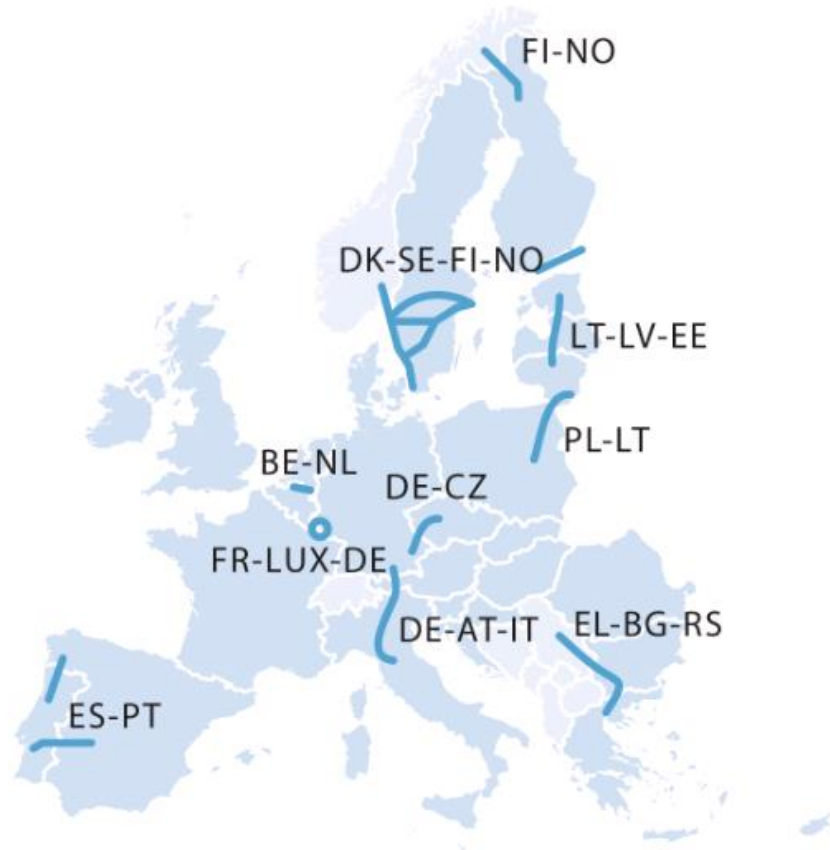 FI-NO
DK-SE-FI-NO
LT-LV-EE
PL-LT
BE-NL
DE-CZ
FR-LUX-DE
DE-AT-IT
EL-BG-RS
ES-PT